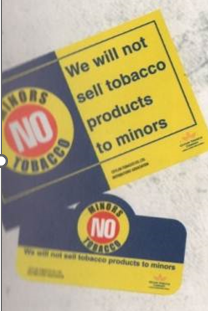 We will not
sell tobacco
products
to minors
MINORS
NO
TOBACCO
MINORS
NO
TOBACCO
We will not sell tobacco products to minors